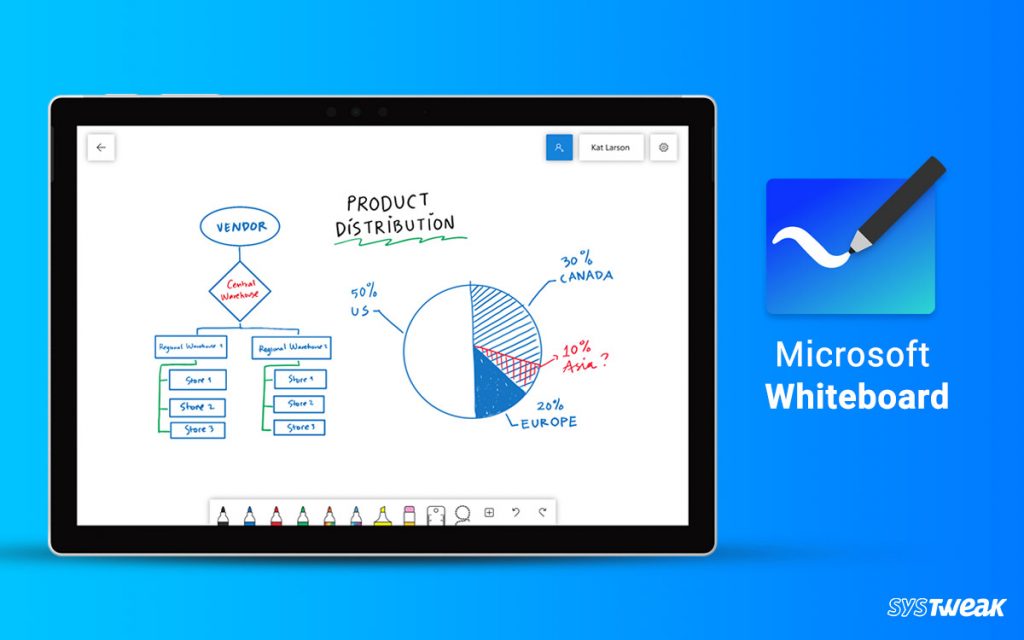 Kat Larson
PRODUCT
DISTRIBUTION
VENDOR
Central
Warehouse
Regional Warehouse 1
Regional Warehouse 2
Store 1
Store 2
Store 3
Store 1
Store 2
Store 3
50%
US
30%
CANADA
10%
Asia?
20%
EUROPE
Microsoft
Whiteboard
SYSTWEAK